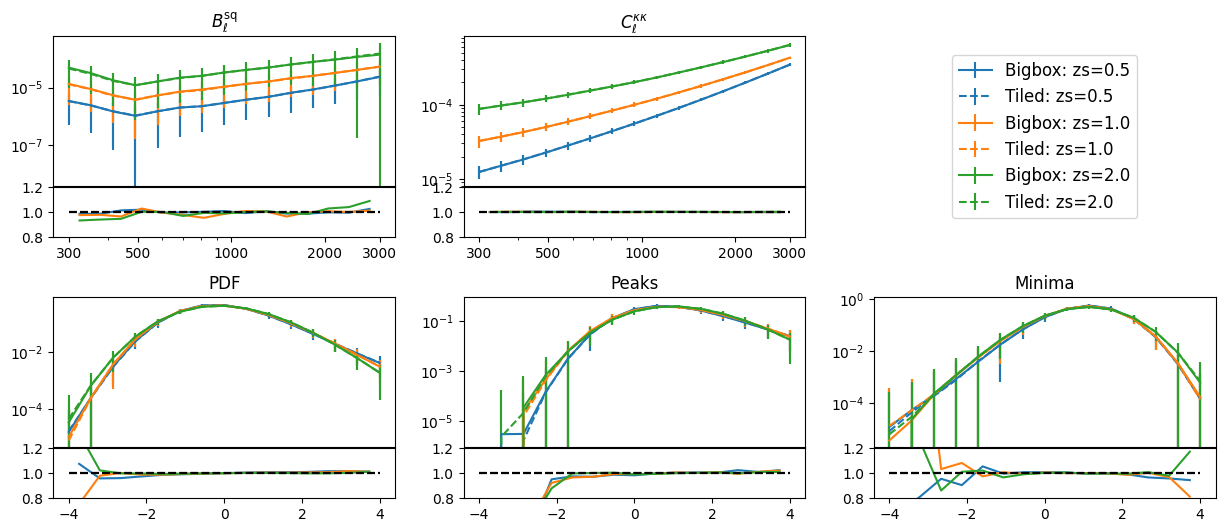 B_ℓ^sq
10^-5
10^-7
1.2
1.0
0.8
300 500 1000 2000 3000
C_ℓ^κκ
10^-4
10^-5
1.2
1.0
0.8
300 500 1000 2000 3000
Bigbox: zs=0.5
Tiled: zs=0.5
Bigbox: zs=1.0
Tiled: zs=1.0
Bigbox: zs=2.0
Tiled: zs=2.0
PDF
10^-2
10^-4
1.2
1.0
0.8
−4 −2 0 2 4
Peaks
10^-1
10^-3
10^-5
1.2
1.0
0.8
−4 −2 0 2 4
Minima
10^0
10^-2
10^-4
1.2
1.0
0.8
−4 −2 0 2 4